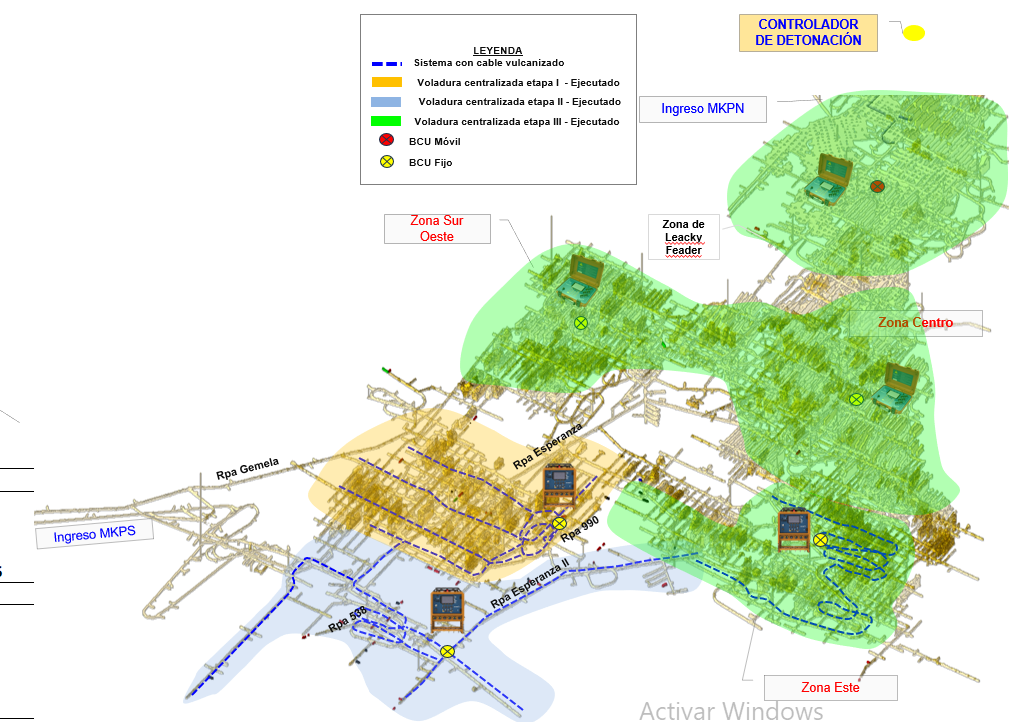 CONTROLADOR
DE DETONACIÓN
LEYENDA
Sistema con cable vulcanizado
Voladura centralizada etapa I - Ejecutado
Voladura centralizada etapa II - Ejecutado
Voladura centralizada etapa III - Ejecutado
BCU Móvil
BCU Fijo
Ingreso MKPN
Zona Sur
Oeste
Zona de
Leacky
Feader
Zona Centro
Rpa Gemela
Rpa Esperanza
Ingreso MKPS
Rpa 990
Rpa Esperanza II
Rpa 538
Zona Este
Activar Windows